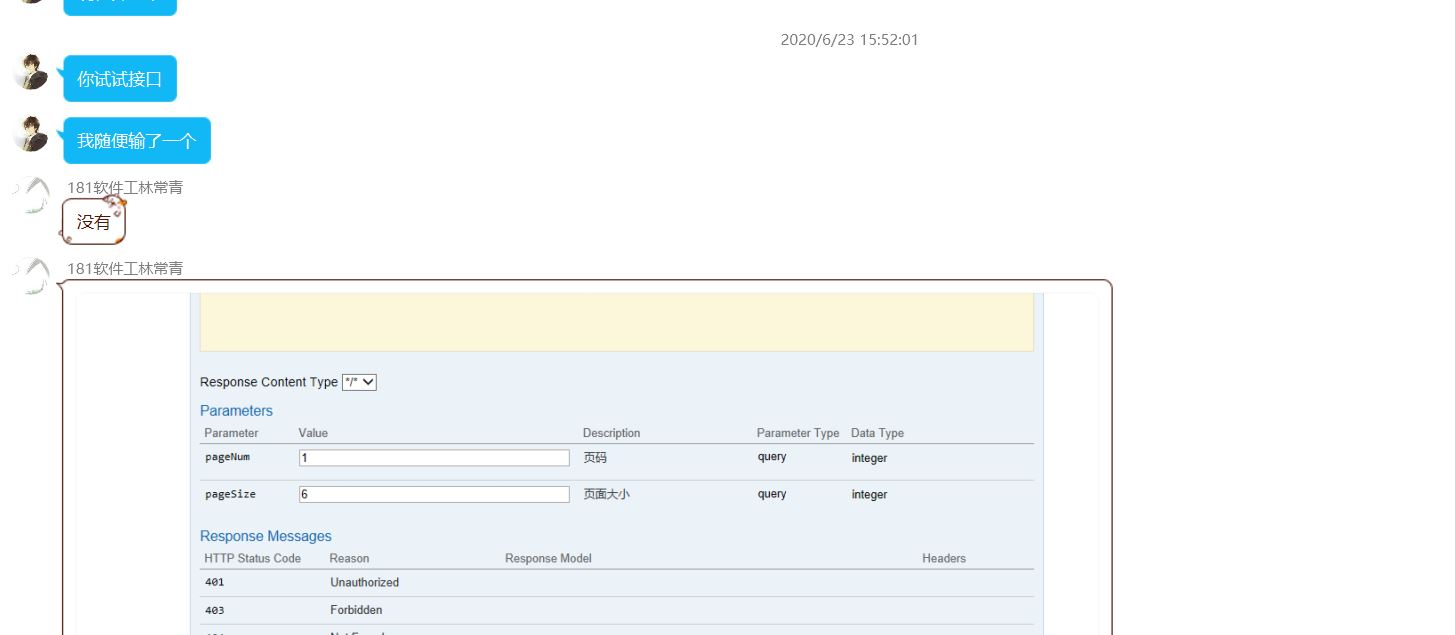 2020/6/23 15:52:01
你试试接口
我随便输了一个
181软件工林常青
没有
181软件工林常青
Response Content Type */*
Parameters
Parameter Value Description Parameter Type Data Type
pageNum 1 页码 query integer
pageSize 6 页面大小 query integer
Response Messages
HTTP Status Code Reason Response Model Headers
401 Unauthorized
403 Forbidden